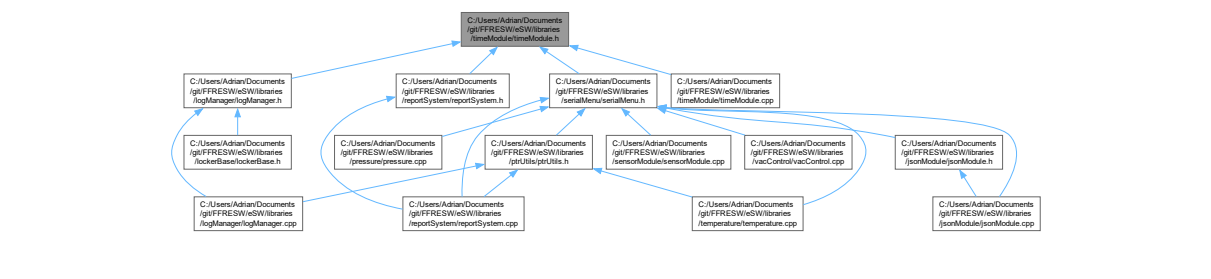 C:/Users/Adrian/Documents
/git/FFRESW/eSW/libraries
/timeModule/timeModule.h
C:/Users/Adrian/Documents
/git/FFRESW/eSW/libraries
/logManager/logManager.h
C:/Users/Adrian/Documents
/git/FFRESW/eSW/libraries
/reportSystem/reportSystem.h
C:/Users/Adrian/Documents
/git/FFRESW/eSW/libraries
/serialMenu/serialMenu.h
C:/Users/Adrian/Documents
/git/FFRESW/eSW/libraries
/timeModule/timeModule.cpp
C:/Users/Adrian/Documents
/git/FFRESW/eSW/libraries
/lockerBase/lockerBase.h
C:/Users/Adrian/Documents
/git/FFRESW/eSW/libraries
/pressure/pressure.cpp
C:/Users/Adrian/Documents
/git/FFRESW/eSW/libraries
/ptrUtils/ptrUtils.h
C:/Users/Adrian/Documents
/git/FFRESW/eSW/libraries
/sensorModule/sensorModule.cpp
C:/Users/Adrian/Documents
/git/FFRESW/eSW/libraries
/vacControl/vacControl.cpp
C:/Users/Adrian/Documents
/git/FFRESW/eSW/libraries
/jsonModule/jsonModule.h
C:/Users/Adrian/Documents
/git/FFRESW/eSW/libraries
/logManager/logManager.cpp
C:/Users/Adrian/Documents
/git/FFRESW/eSW/libraries
/reportSystem/reportSystem.cpp
C:/Users/Adrian/Documents
/git/FFRESW/eSW/libraries
/temperature/temperature.cpp
C:/Users/Adrian/Documents
/git/FFRESW/eSW/libraries
/jsonModule/jsonModule.cpp